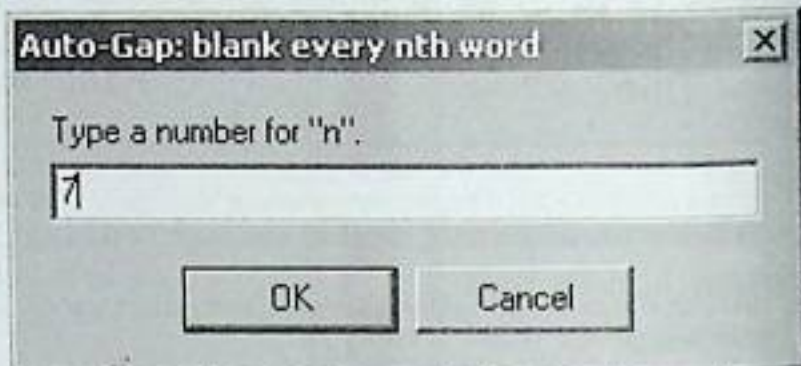 Auto-Gap: blank every nth word
Type a number for "n".
7
OK
Cancel